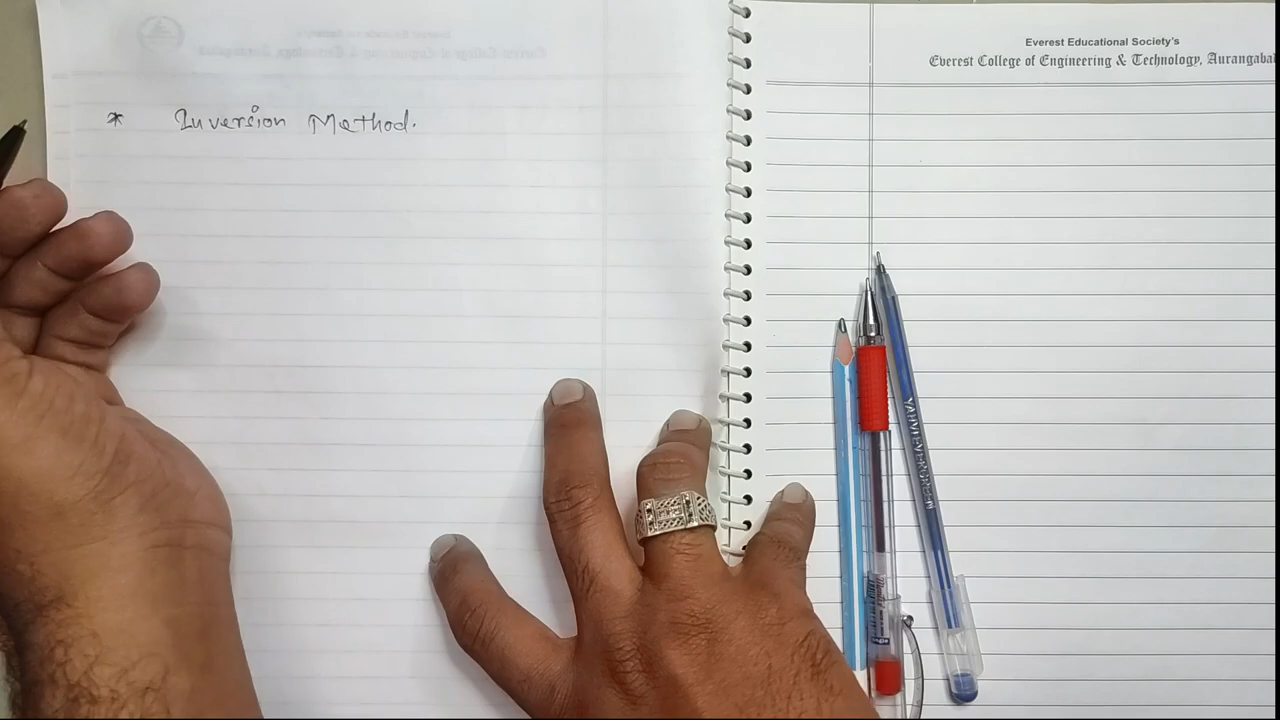 Everest Educational Society's
Everest College of Engineering & Technology, Aurangabad
* Inversion Method.